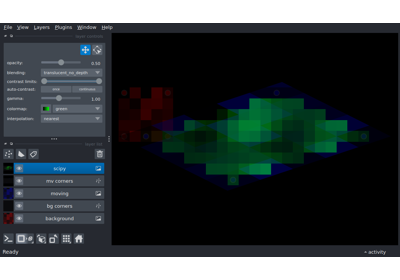 File View Layers Plugins Window Help
opacity: 0.50
blending: translucent_no_depth
contrast limits:
auto-contrast: once continuous
gamma: 1.00
colormap: green
interpolation: nearest
scipy
mv corners
moving
bg corners
background
Ready
activity